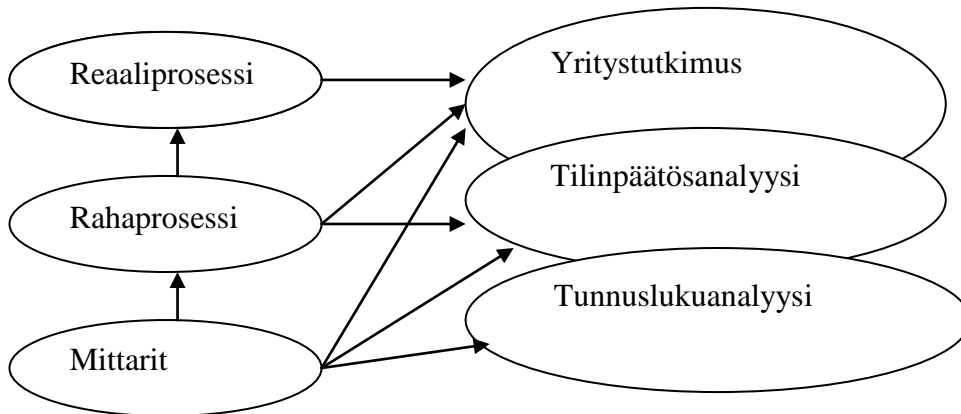 Reaaliprosessi
Yritystutkimus
Rahaprosessi
Tilinpäätösanalyysi
Mittarit
Tunnuslukuanalyysi